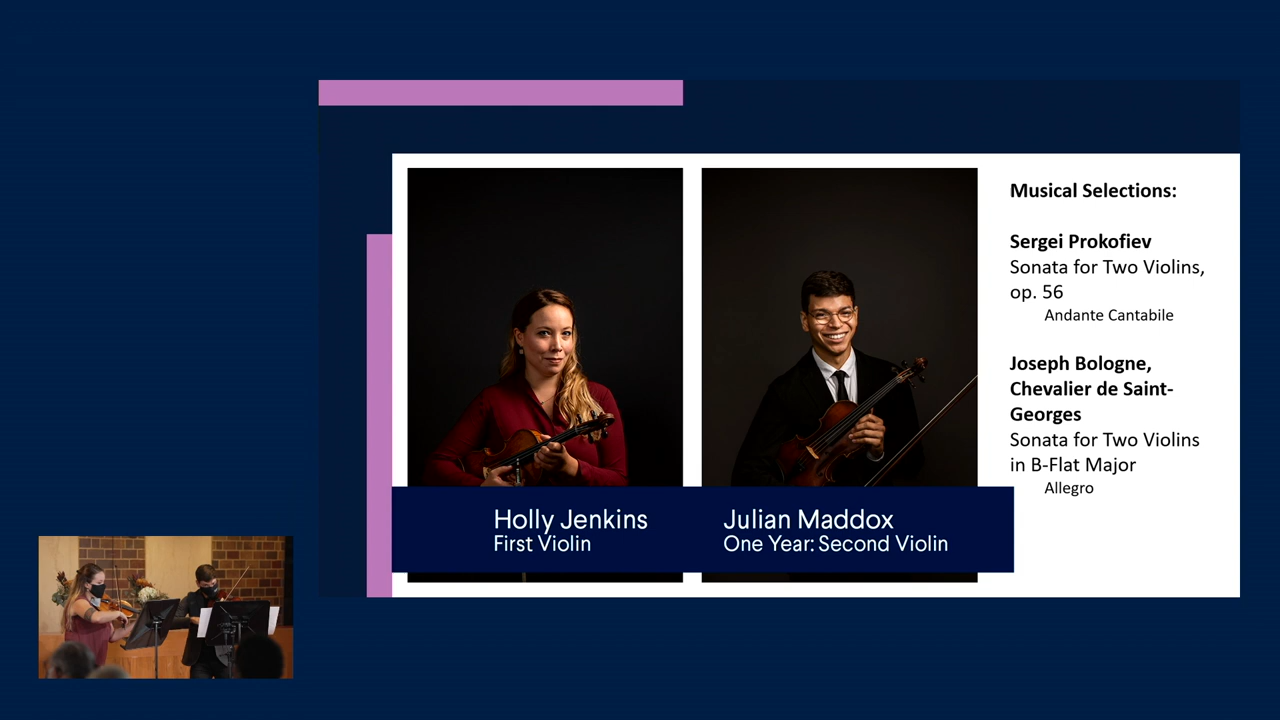 Musical Selections:
Sergei Prokofiev
Sonata for Two Violins,
op. 56
Andante Cantabile
Joseph Bologne,
Chevalier de Saint-
Georges
Sonata for Two Violins
in B-Flat Major
Allegro
Holly Jenkins
First Violin
Julian Maddox
One Year: Second Violin